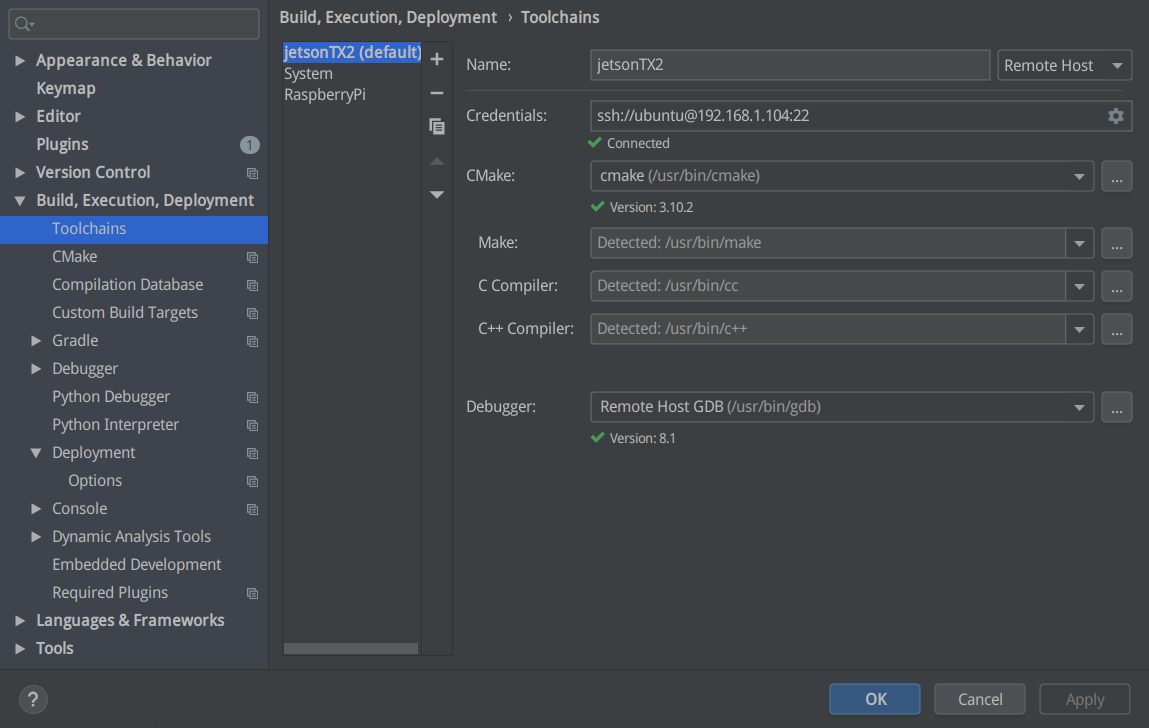 Appearance & Behavior
Keymap
Editor
Plugins 1
Version Control
Build, Execution, Deployment
Toolchains
CMake
Compilation Database
Custom Build Targets
Gradle
Debugger
Python Debugger
Python Interpreter
Deployment
Options
Console
Dynamic Analysis Tools
Embedded Development
Required Plugins
Languages & Frameworks
Tools
Build, Execution, Deployment › Toolchains
jetsonTX2 (default)
System
RaspberryPi
Name: jetsonTX2 Remote Host
Credentials: ssh://ubuntu@192.168.1.104:22
Connected
CMake: cmake (/usr/bin/cmake) ...
Version: 3.10.2
Make: Detected: /usr/bin/make ...
C Compiler: Detected: /usr/bin/cc ...
C++ Compiler: Detected: /usr/bin/c++ ...
Debugger: Remote Host GDB (/usr/bin/gdb) ...
Version: 8.1
? OK Cancel Apply